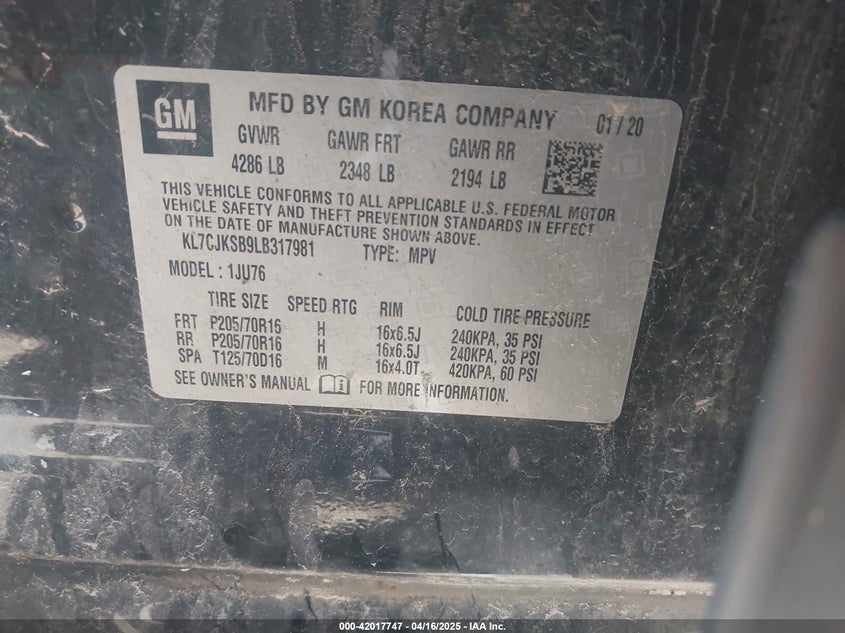 GM
MFD BY GM KOREA COMPANY 01/20
GVWR GAWR FRT GAWR RR
4286 LB 2348 LB 2194 LB
THIS VEHICLE CONFORMS TO ALL APPLICABLE U.S. FEDERAL MOTOR
VEHICLE SAFETY AND THEFT PREVENTION STANDARDS IN EFFECT
ON THE DATE OF MANUFACTURE SHOWN ABOVE.
KL7CJKSB9LB317981 TYPE: MPV
MODEL : 1JU76
TIRE SIZE SPEED RTG RIM COLD TIRE PRESSURE
FRT P205/70R16 H 16x6.5J 240KPA, 35 PSI
RR P205/70R16 H 16x6.5J 240KPA, 35 PSI
SPA T125/70D16 M 16x4.0T 420KPA, 60 PSI
SEE OWNER'S MANUAL FOR MORE INFORMATION.
000-42017747 - 04/16/2025 - IAA Inc.